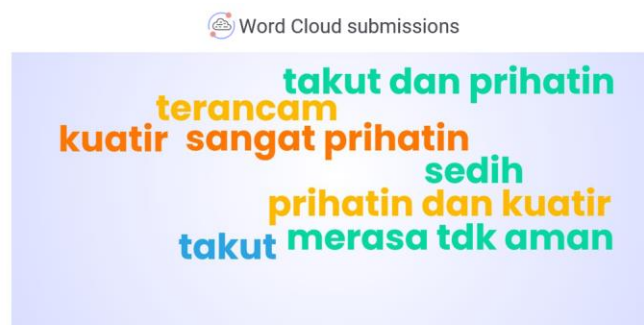 Word Cloud submissions
takut dan prihatin
terancam
kuatir sangat prihatin
sedih
prihatin dan kuatir
takut merasa tdk aman